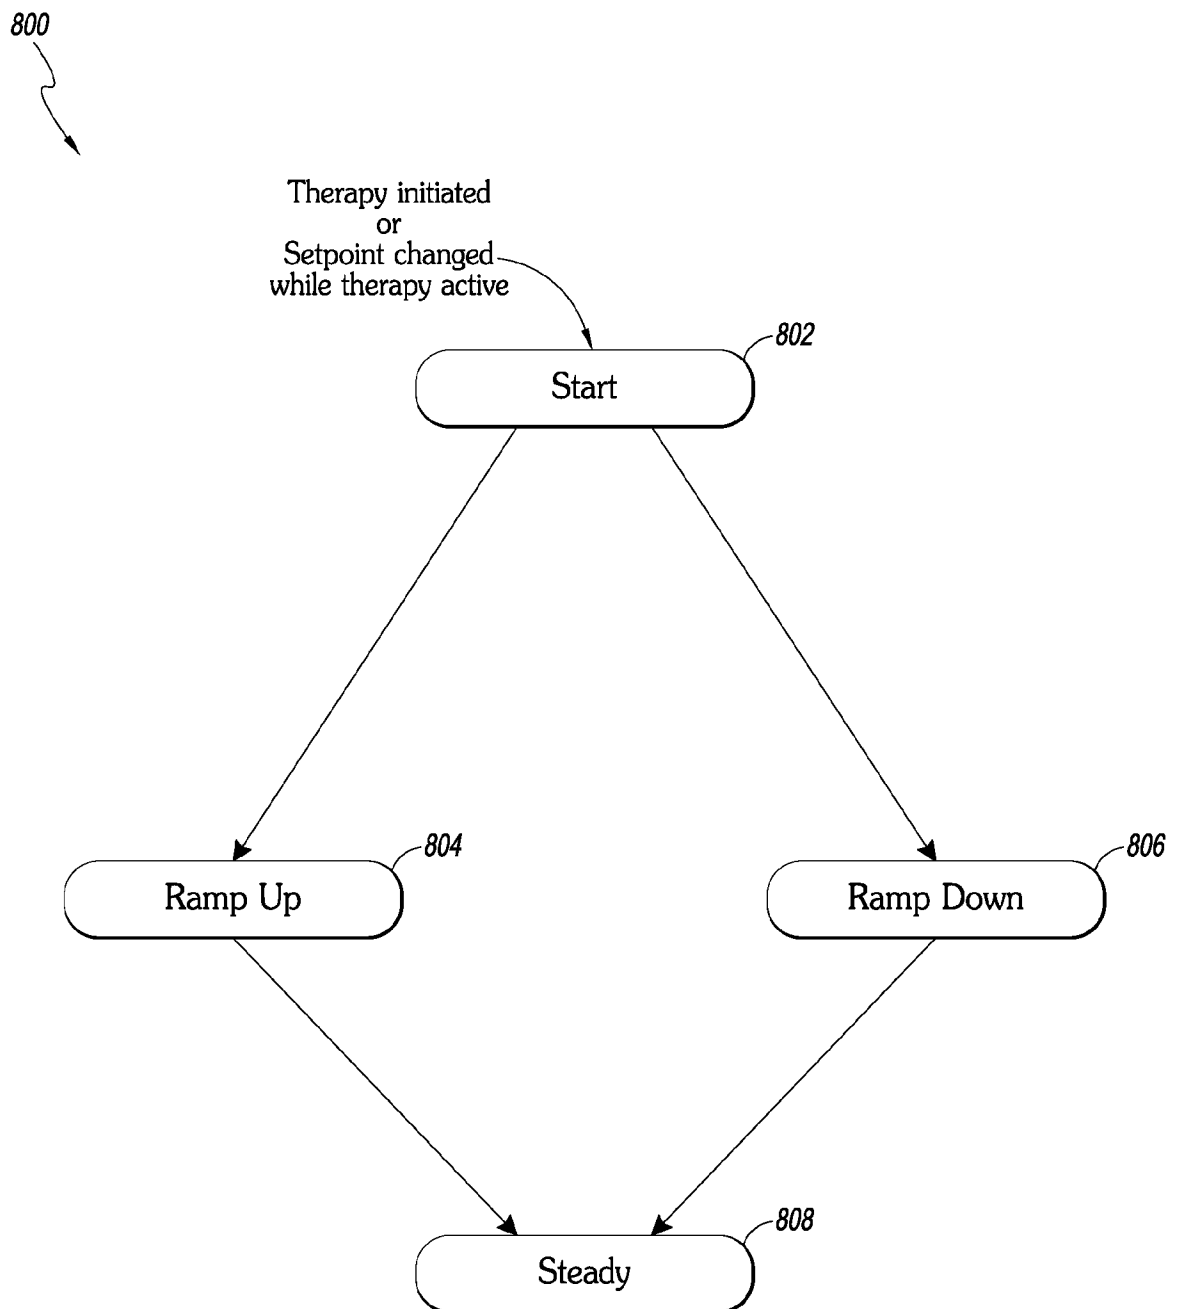 800
Therapy initiated
or
Setpoint changed
while therapy active
802
Start
804
Ramp Up
806
Ramp Down
808
Steady